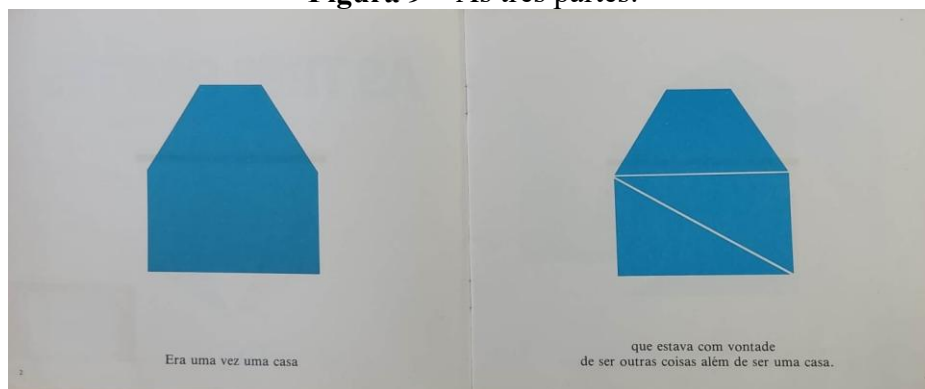 Figura 9 – As três partes.
Era uma vez uma casa
que estava com vontade
de ser outras coisas além de ser uma casa.
2